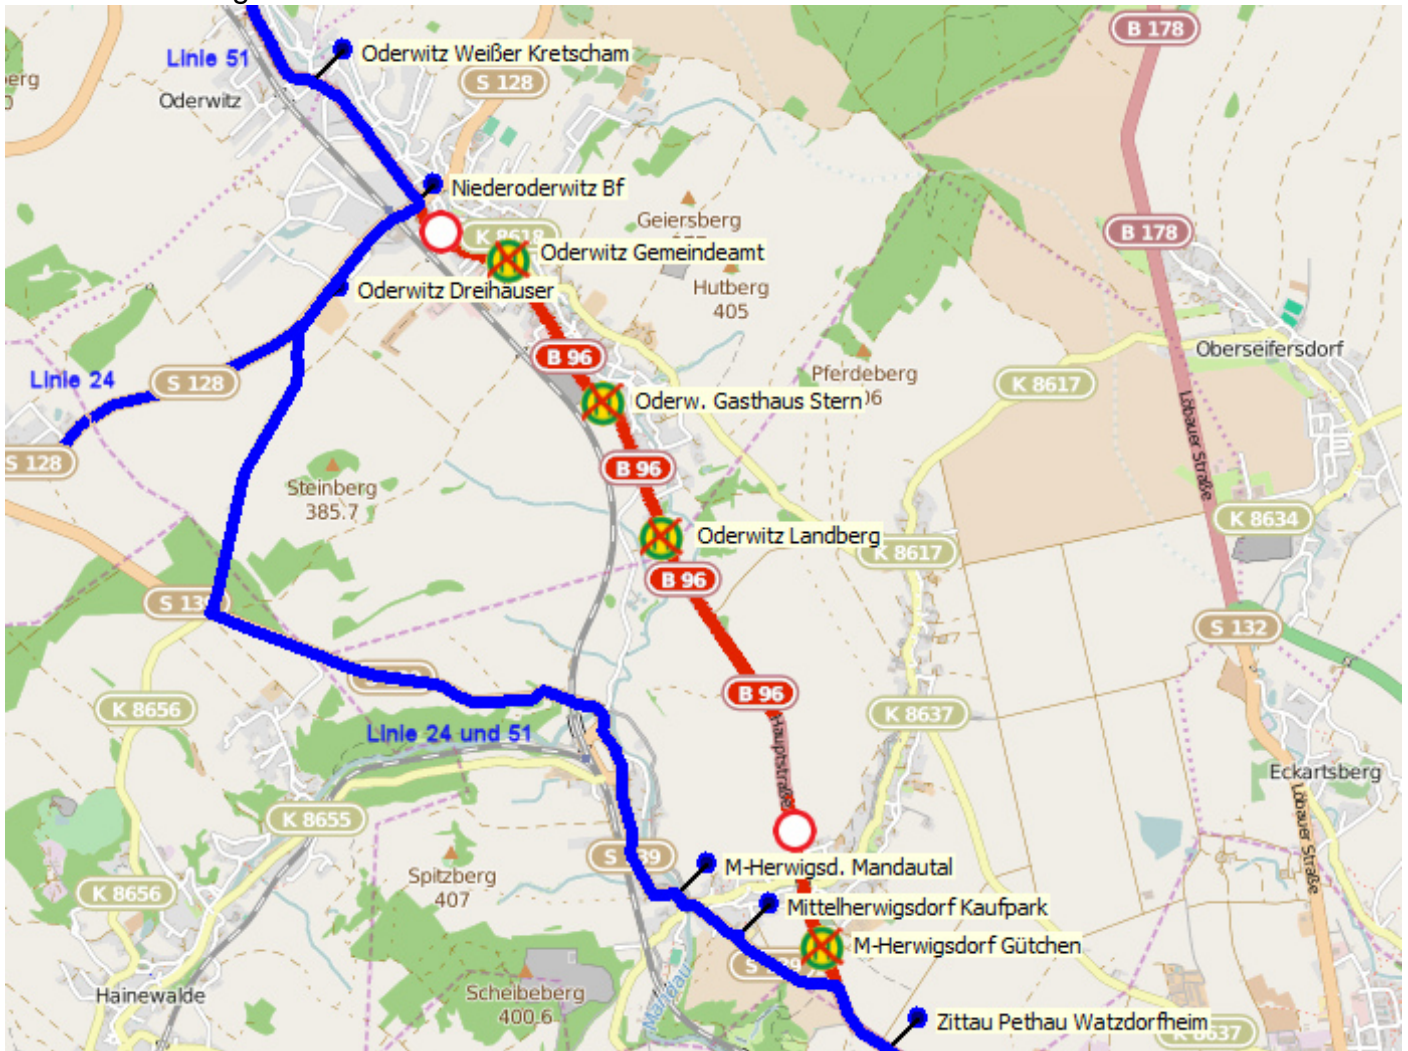 B 178
Linie 51
Oderwitz Weißer Kretscham
S 128
Oderwitz
Niederoderwitz Bf
Geiersberg
K 8618
B 178
Oderwitz Gemeindeamt
Oderwitz Dreihäuser
Hutberg
405
Oberseifersdorf
B 96
Linie 24
S 128
Pferdeberg
K 8617
Oderw. Gasthaus Stern
Löbauer Straße
S 128
B 96
Steinberg
385.7
K 8634
Oderwitz Landberg
K 8617
B 96
S 132
B 96
K 8656
K 8637
Linie 24 und 51
Hauptstraße
Eckartsberg
Löbauer Straße
K 8655
M-Herwigsd. Mandautal
Spitzberg
407
K 8656
Mittelherwigsdorf Kaufpark
M-Herwigsdorf Gütchen
Hainewalde
Scheibeberg
400.6
Mandau
Zittau Pethau Watzdorfheim